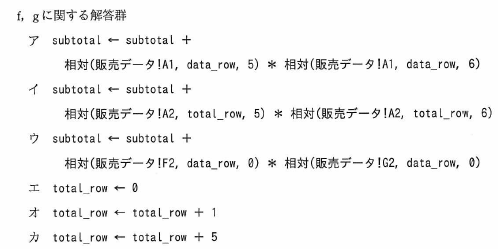 f, gに関する解答群
ア subtotal ← subtotal +
相対(販売データ!A1, data_row, 5) * 相対(販売データ!A1, data_row, 6)
イ subtotal ← subtotal +
相対(販売データ!A2, total_row, 5) * 相対(販売データ!A2, total_row, 6)
ウ subtotal ← subtotal +
相対(販売データ!F2, data_row, 0) * 相対(販売データ!G2, data_row, 0)
エ total_row ← 0
オ total_row ← total_row + 1
カ total_row ← total_row + 5